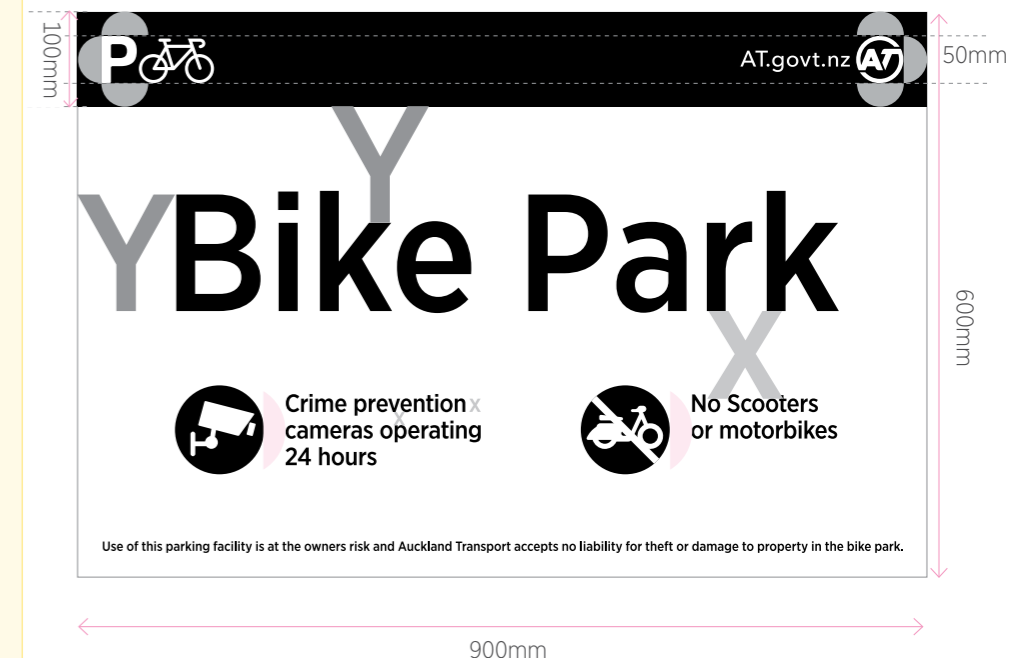 100mm
P
AT.govt.nz AT
50mm
Y
Y
Bike Park
X
600mm
Crime prevention x
cameras operating
x
24 hours
No Scooters
or motorbikes
Use of this parking facility is at the owners risk and Auckland Transport accepts no liability for theft or damage to property in the bike park.
900mm